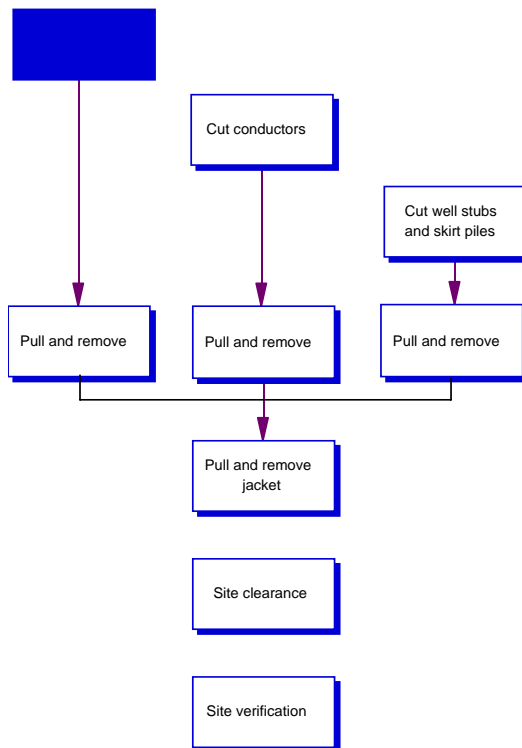 Cut conductors
Cut well stubs
and skirt piles
Pull and remove
Pull and remove
Pull and remove
Pull and remove
jacket
Site clearance
Site verification